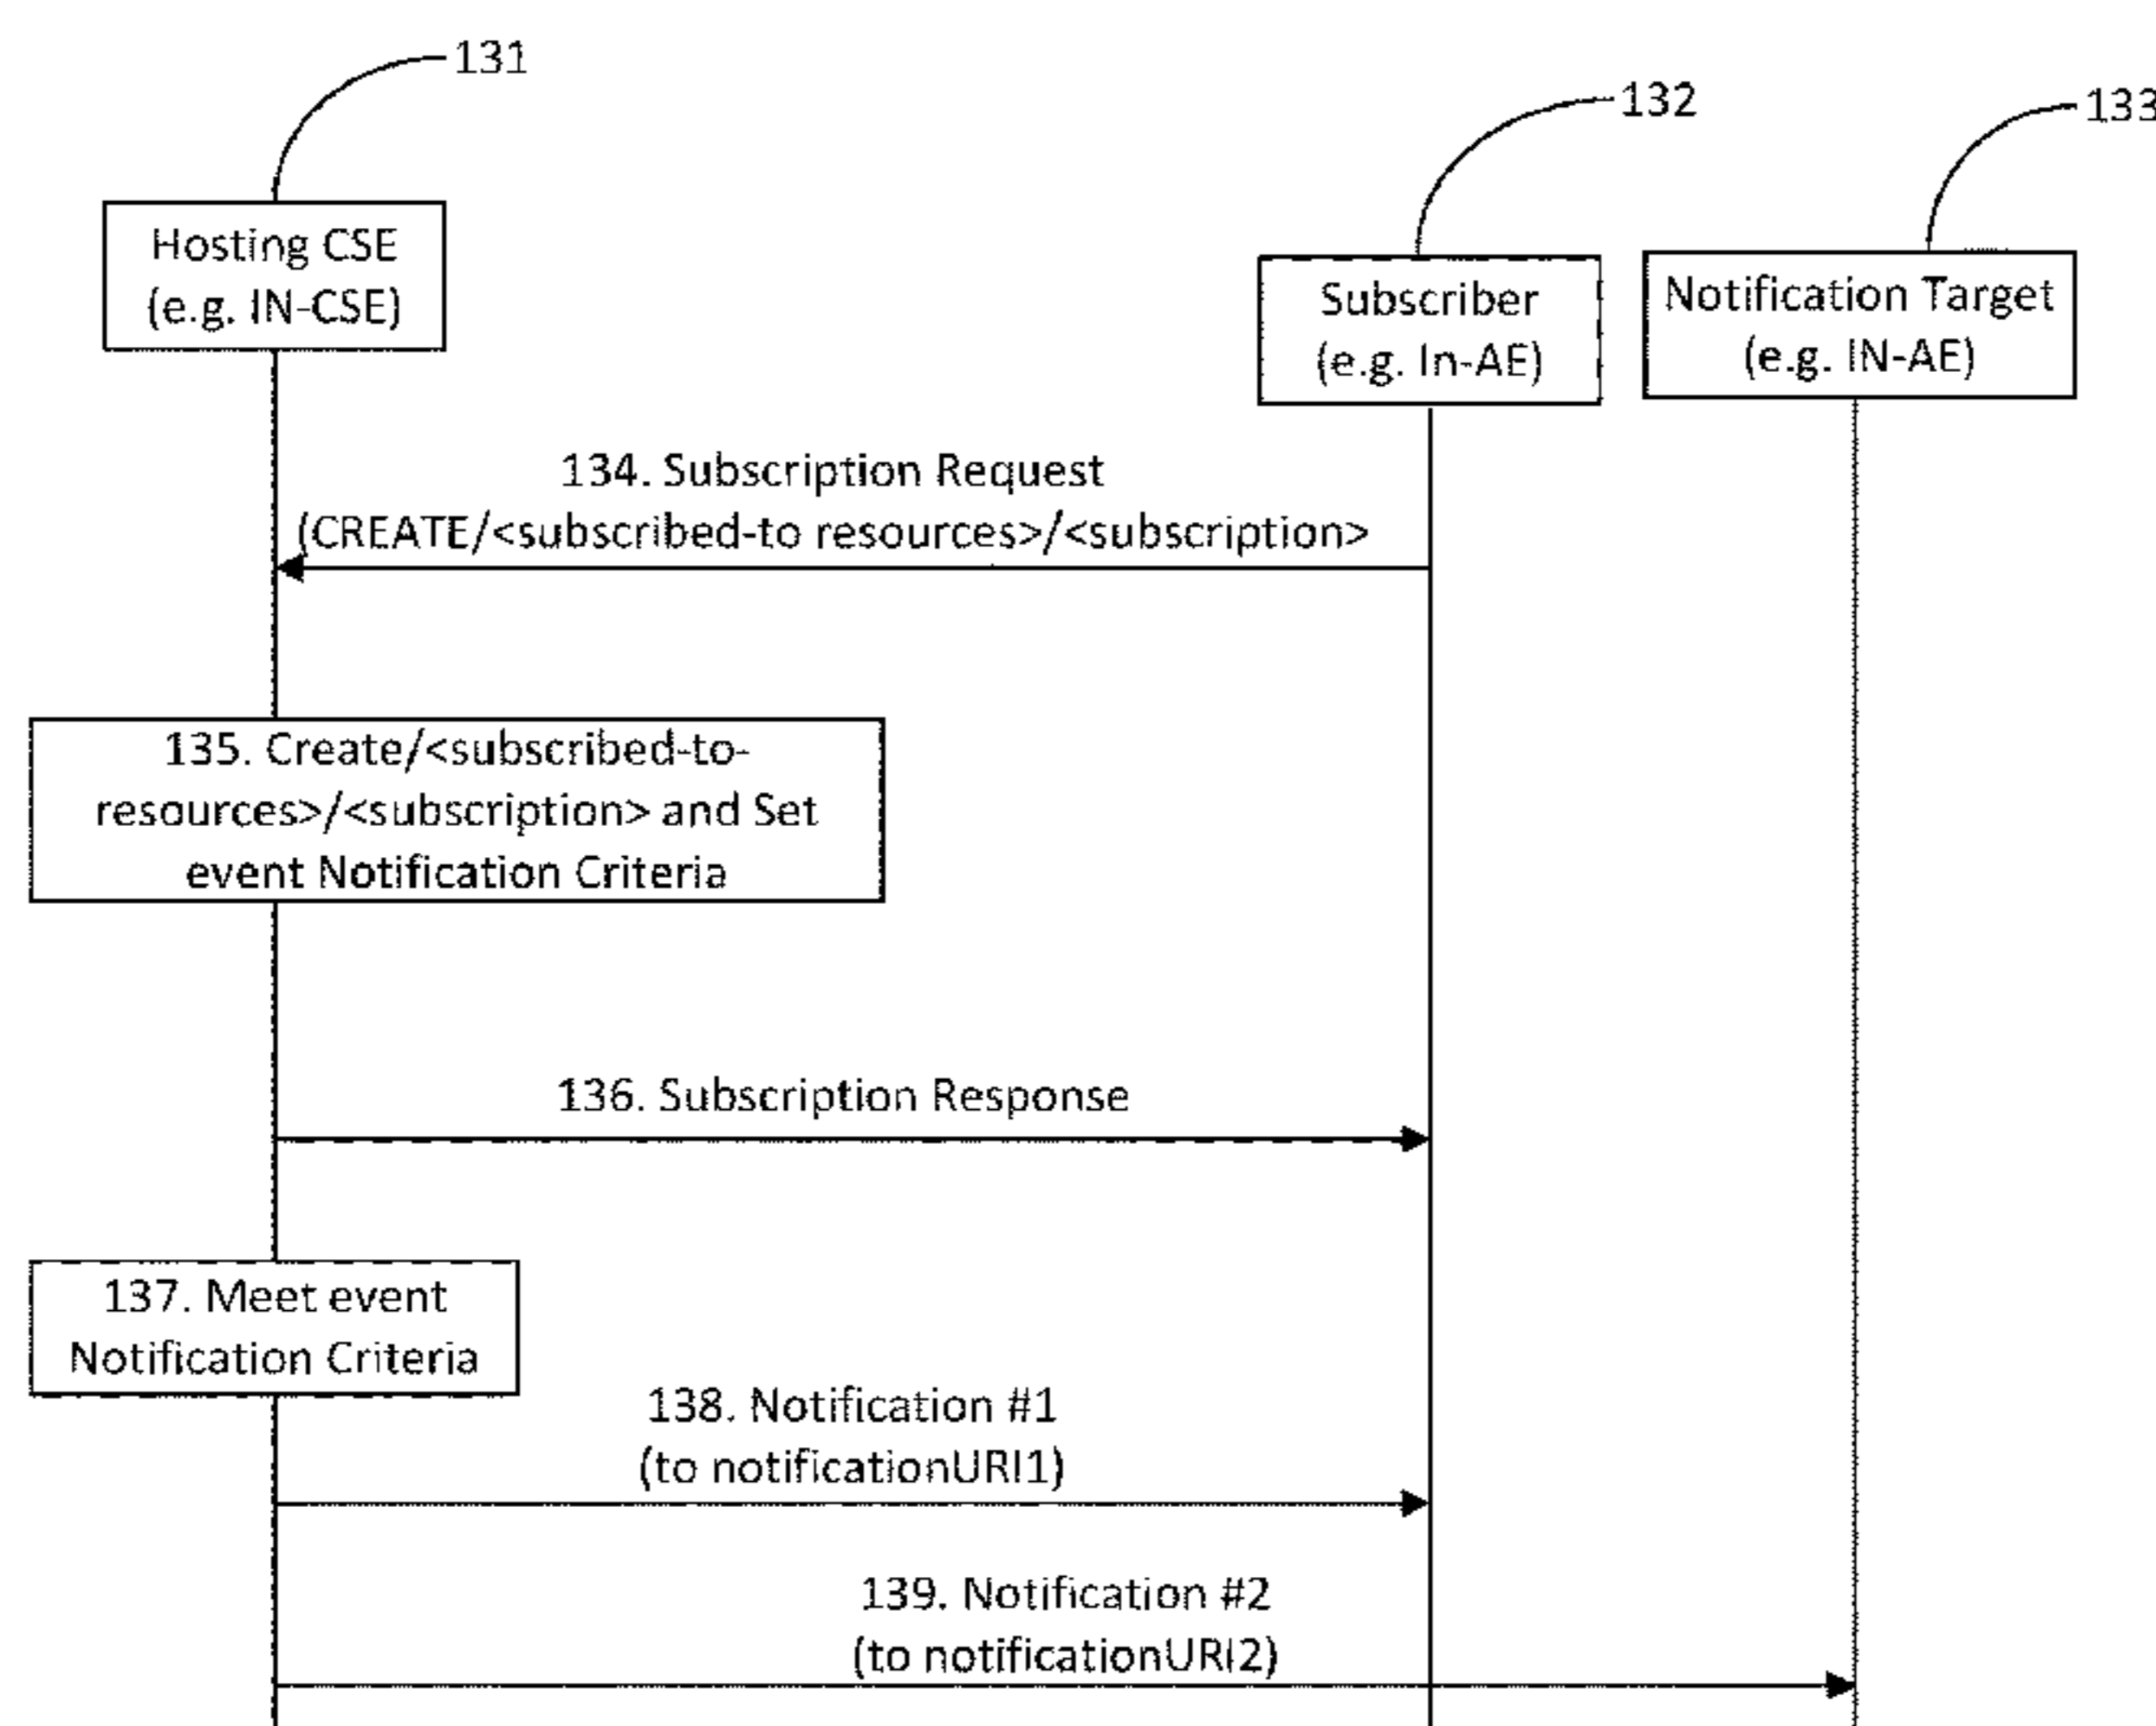 131
132
133
Hosting CSE
(e.g. IN-CSE)
Subscriber
(e.g. In-AE)
Notification Target
(e.g. IN-AE)
134. Subscription Request
(CREATE/<subscribed-to resources>/<subscription>
135. Create/<subscribed-to-
resources>/<subscription> and Set
event Notification Criteria
136. Subscription Response
137. Meet event
Notification Criteria
138. Notification #1
(to notificationURI1)
139. Notification #2
(to notificationURI2)